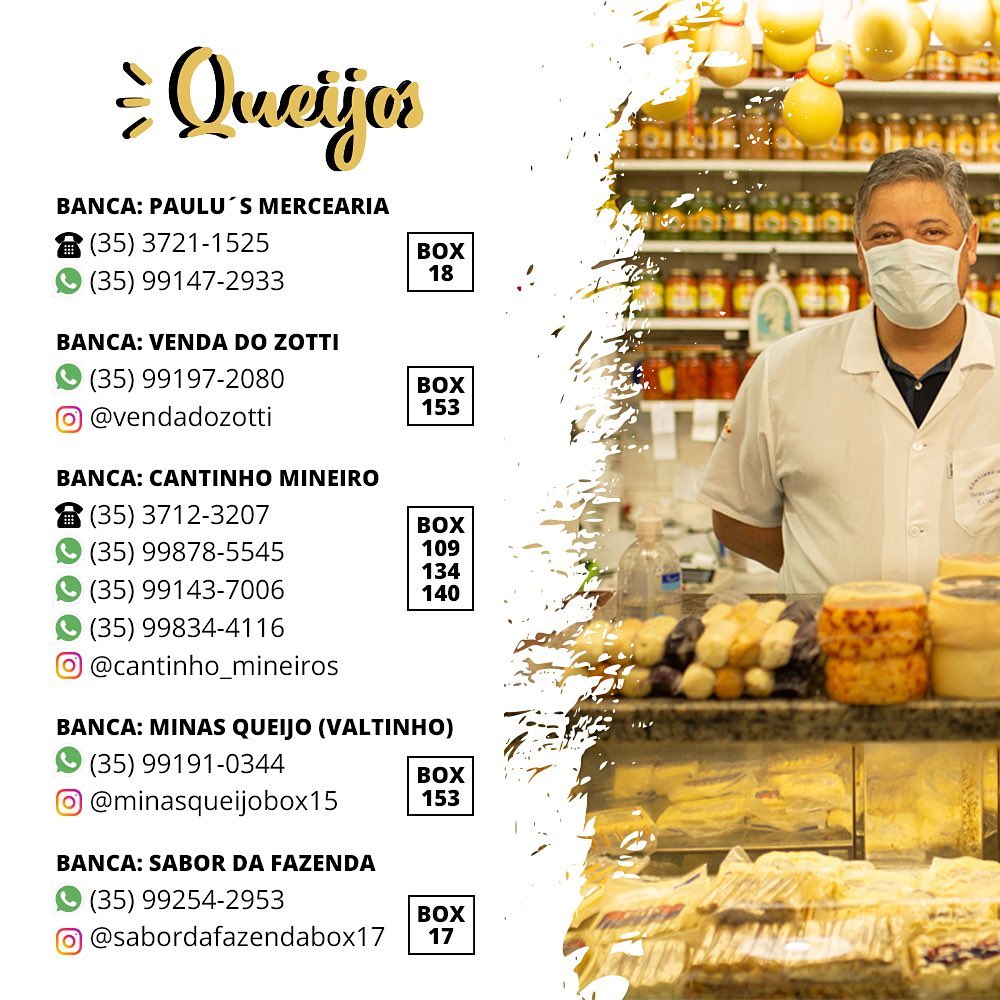 Queijos
BANCA: PAULU´S MERCEARIA
(35) 3721-1525
(35) 99147-2933
BOX
18
BANCA: VENDA DO ZOTTI
(35) 99197-2080
@vendadozotti
BOX
153
BANCA: CANTINHO MINEIRO
(35) 3712-3207
(35) 99878-5545
(35) 99143-7006
(35) 99834-4116
@cantinho_mineiros
BOX
109
134
140
BANCA: MINAS QUEIJO (VALTINHO)
(35) 99191-0344
@minasqueijobox15
BOX
153
BANCA: SABOR DA FAZENDA
(35) 99254-2953
@sabordafazendabox17
BOX
17